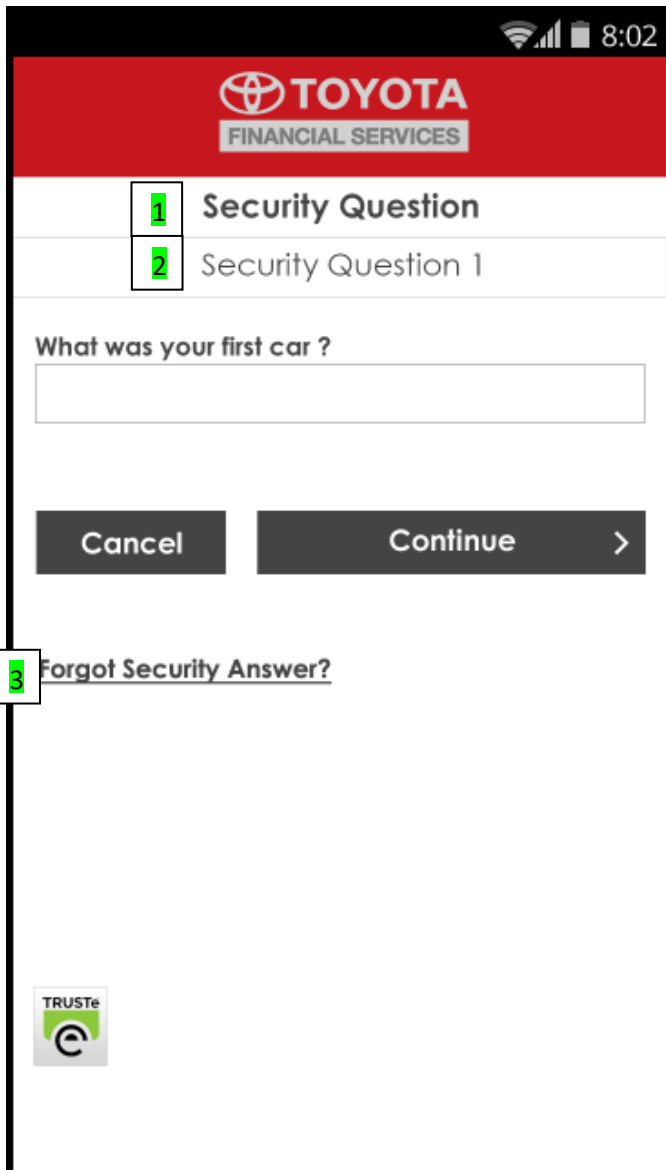 8:02
TOYOTA
FINANCIAL SERVICES
1 Security Question
2 Security Question 1
What was your first car ?
Cancel Continue >
3 Forgot Security Answer?
TRUSTe
e